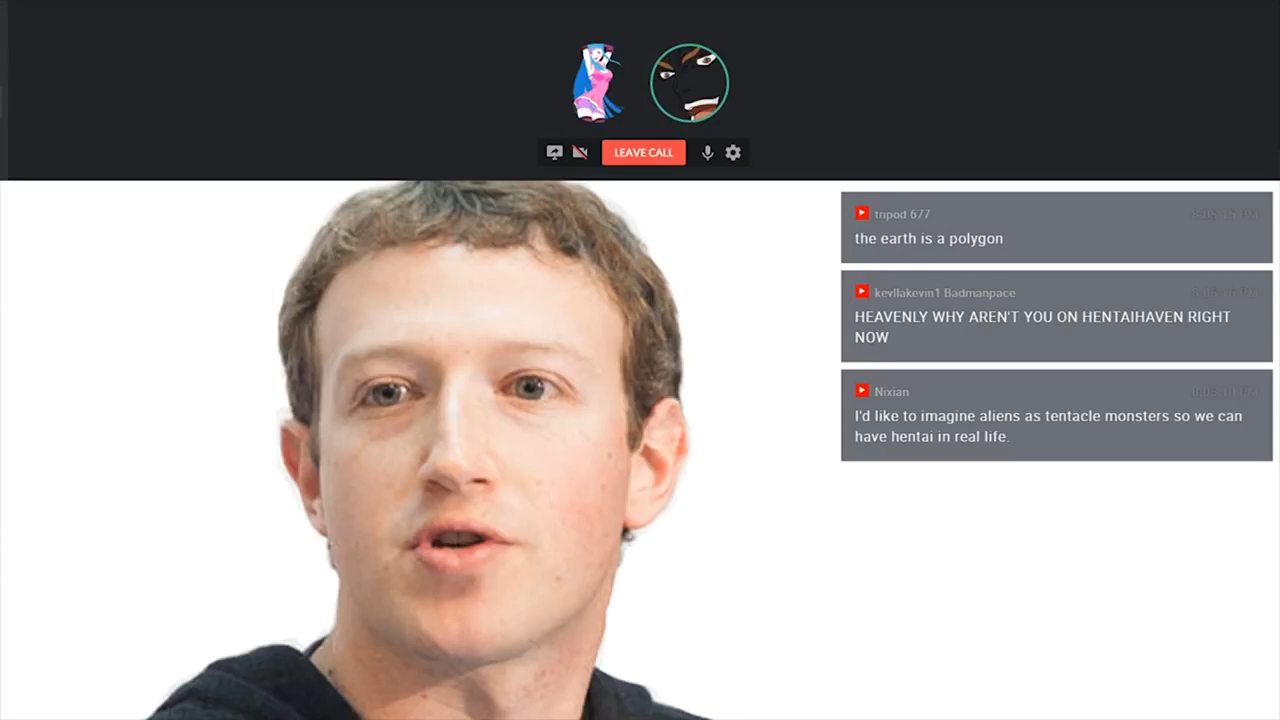 LEAVE CALL
tripod 677
the earth is a polygon
kevllakevin1 Badmanpace
HEAVENLY WHY AREN'T YOU ON HENTAIHAVEN RIGHT
NOW
Nixian
I'd like to imagine aliens as tentacle monsters so we can
have hentai in real life.